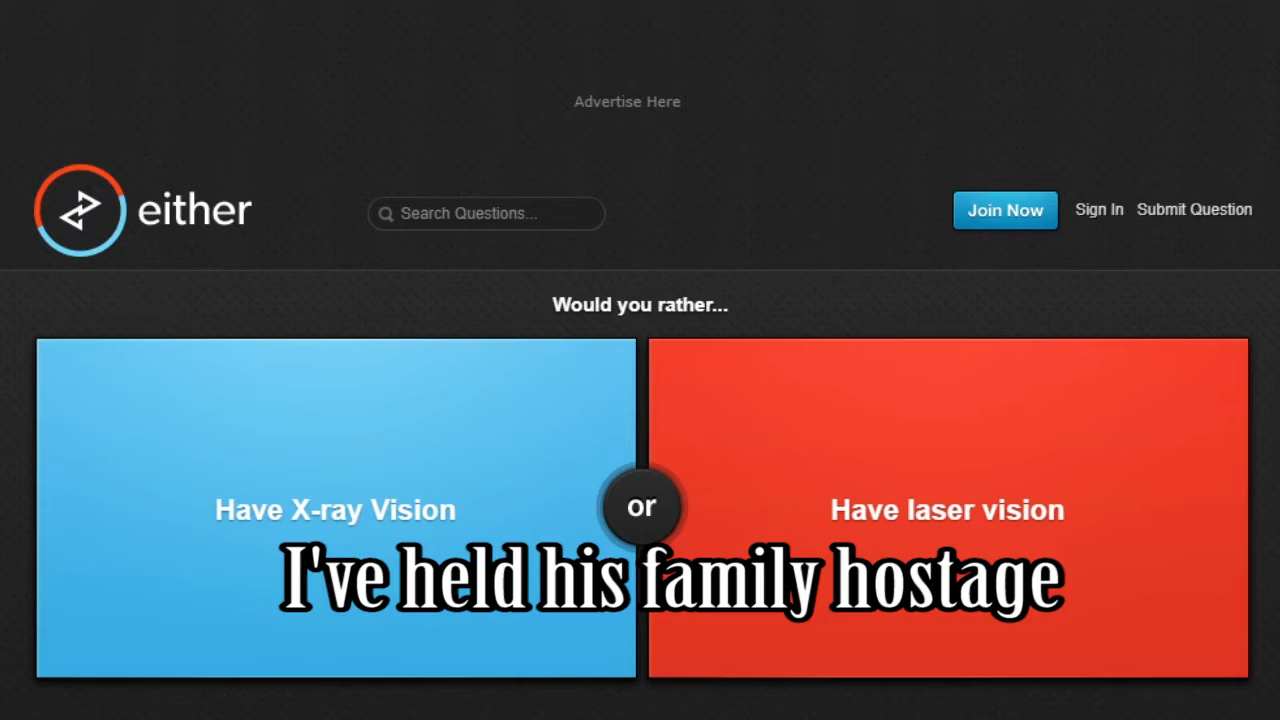 Advertise Here
either
Search Questions...
Join Now
Sign In
Submit Question
Would you rather...
Have X-ray Vision
or
Have laser vision
I've held his family hostage